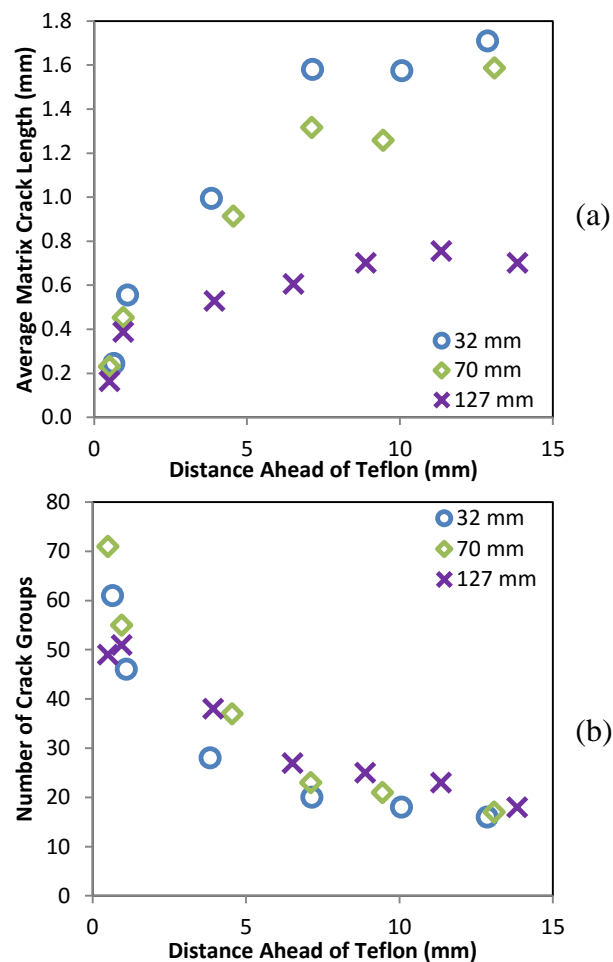 1.8
1.6
1.4
1.2
1.0
0.8
0.6
0.4
0.2
0.0
Average Matrix Crack Length (mm)
32 mm
70 mm
127 mm
0 5 10 15
Distance Ahead of Teflon (mm)
(a)
80
70
60
50
40
30
20
10
0
Number of Crack Groups
32 mm
70 mm
127 mm
0 5 10 15
Distance Ahead of Teflon (mm)
(b)